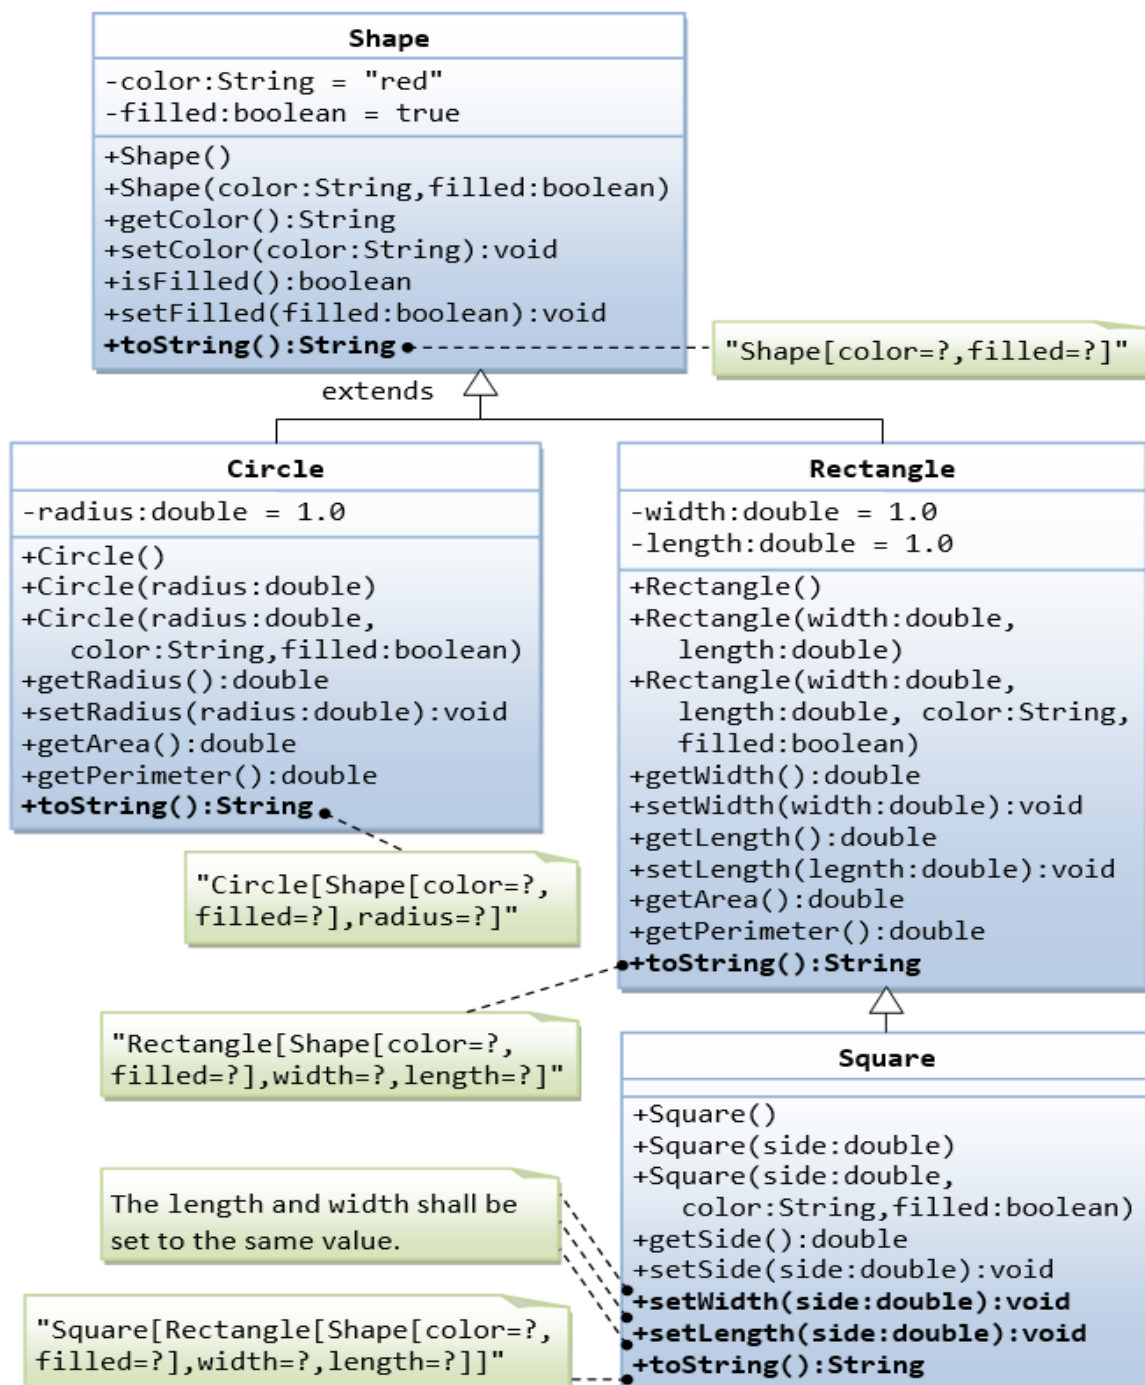 Shape
-color:String = "red"
-filled:boolean = true
+Shape()
+Shape(color:String,filled:boolean)
+getColor():String
+setColor(color:String):void
+isFilled():boolean
+setFilled(filled:boolean):void
+toString():String
"Shape[color=?,filled=?]"
extends
Circle
-radius:double = 1.0
+Circle()
+Circle(radius:double)
+Circle(radius:double,
color:String,filled:boolean)
+getRadius():double
+setRadius(radius:double):void
+getArea():double
+getPerimeter():double
+toString():String
"Circle[Shape[color=?,
filled=?],radius=?]"
Rectangle
-width:double = 1.0
-length:double = 1.0
+Rectangle()
+Rectangle(width:double,
length:double)
+Rectangle(width:double,
length:double, color:String,
filled:boolean)
+getWidth():double
+setWidth(width:double):void
+getLength():double
+setLength(legnth:double):void
+getArea():double
+getPerimeter():double
+toString():String
"Rectangle[Shape[color=?,
filled=?],width=?,length=?]"
Square
+Square()
+Square(side:double)
+Square(side:double,
color:String,filled:boolean)
+getSide():double
+setSide(side:double):void
+setWidth(side:double):void
+setLength(side:double):void
+toString():String
The length and width shall be
set to the same value.
"Square[Rectangle[Shape[color=?,
filled=?],width=?,length=?]]"